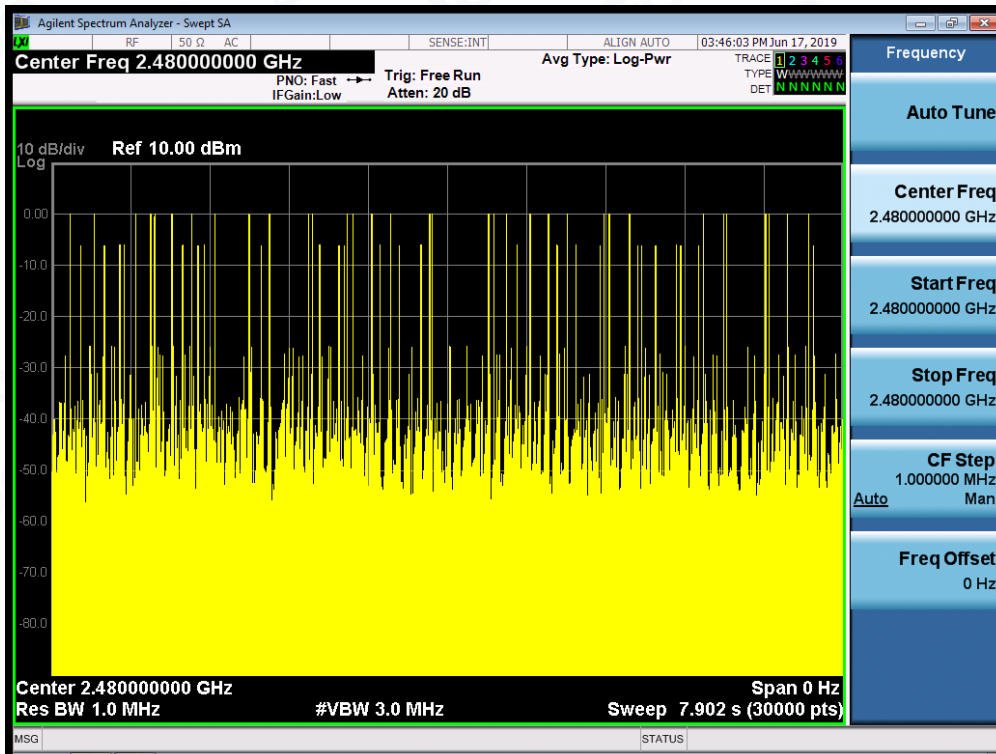 Agilent Spectrum Analyzer - Swept SA
LXI RF 50 Ω AC SENSE:INT ALIGN AUTO 03:46:03 PM Jun 17, 2019
Center Freq 2.480000000 GHz
PNO: Fast
IFGain:Low
Trig: Free Run
Atten: 20 dB
Avg Type: Log-Pwr
TRACE 1 2 3 4 5 6
TYPE WWWWWWW
DET N N N N N N
10 dB/div Ref 10.00 dBm
Log
0.00
-10.0
-20.0
-30.0
-40.0
-50.0
-60.0
-70.0
-80.0
Center 2.480000000 GHz Span 0 Hz
Res BW 1.0 MHz #VBW 3.0 MHz Sweep 7.902 s (30000 pts)
MSG STATUS
Frequency
Auto Tune
Center Freq
2.480000000 GHz
Start Freq
2.480000000 GHz
Stop Freq
2.480000000 GHz
CF Step
1.000000 MHz
Auto Man
Freq Offset
0 Hz